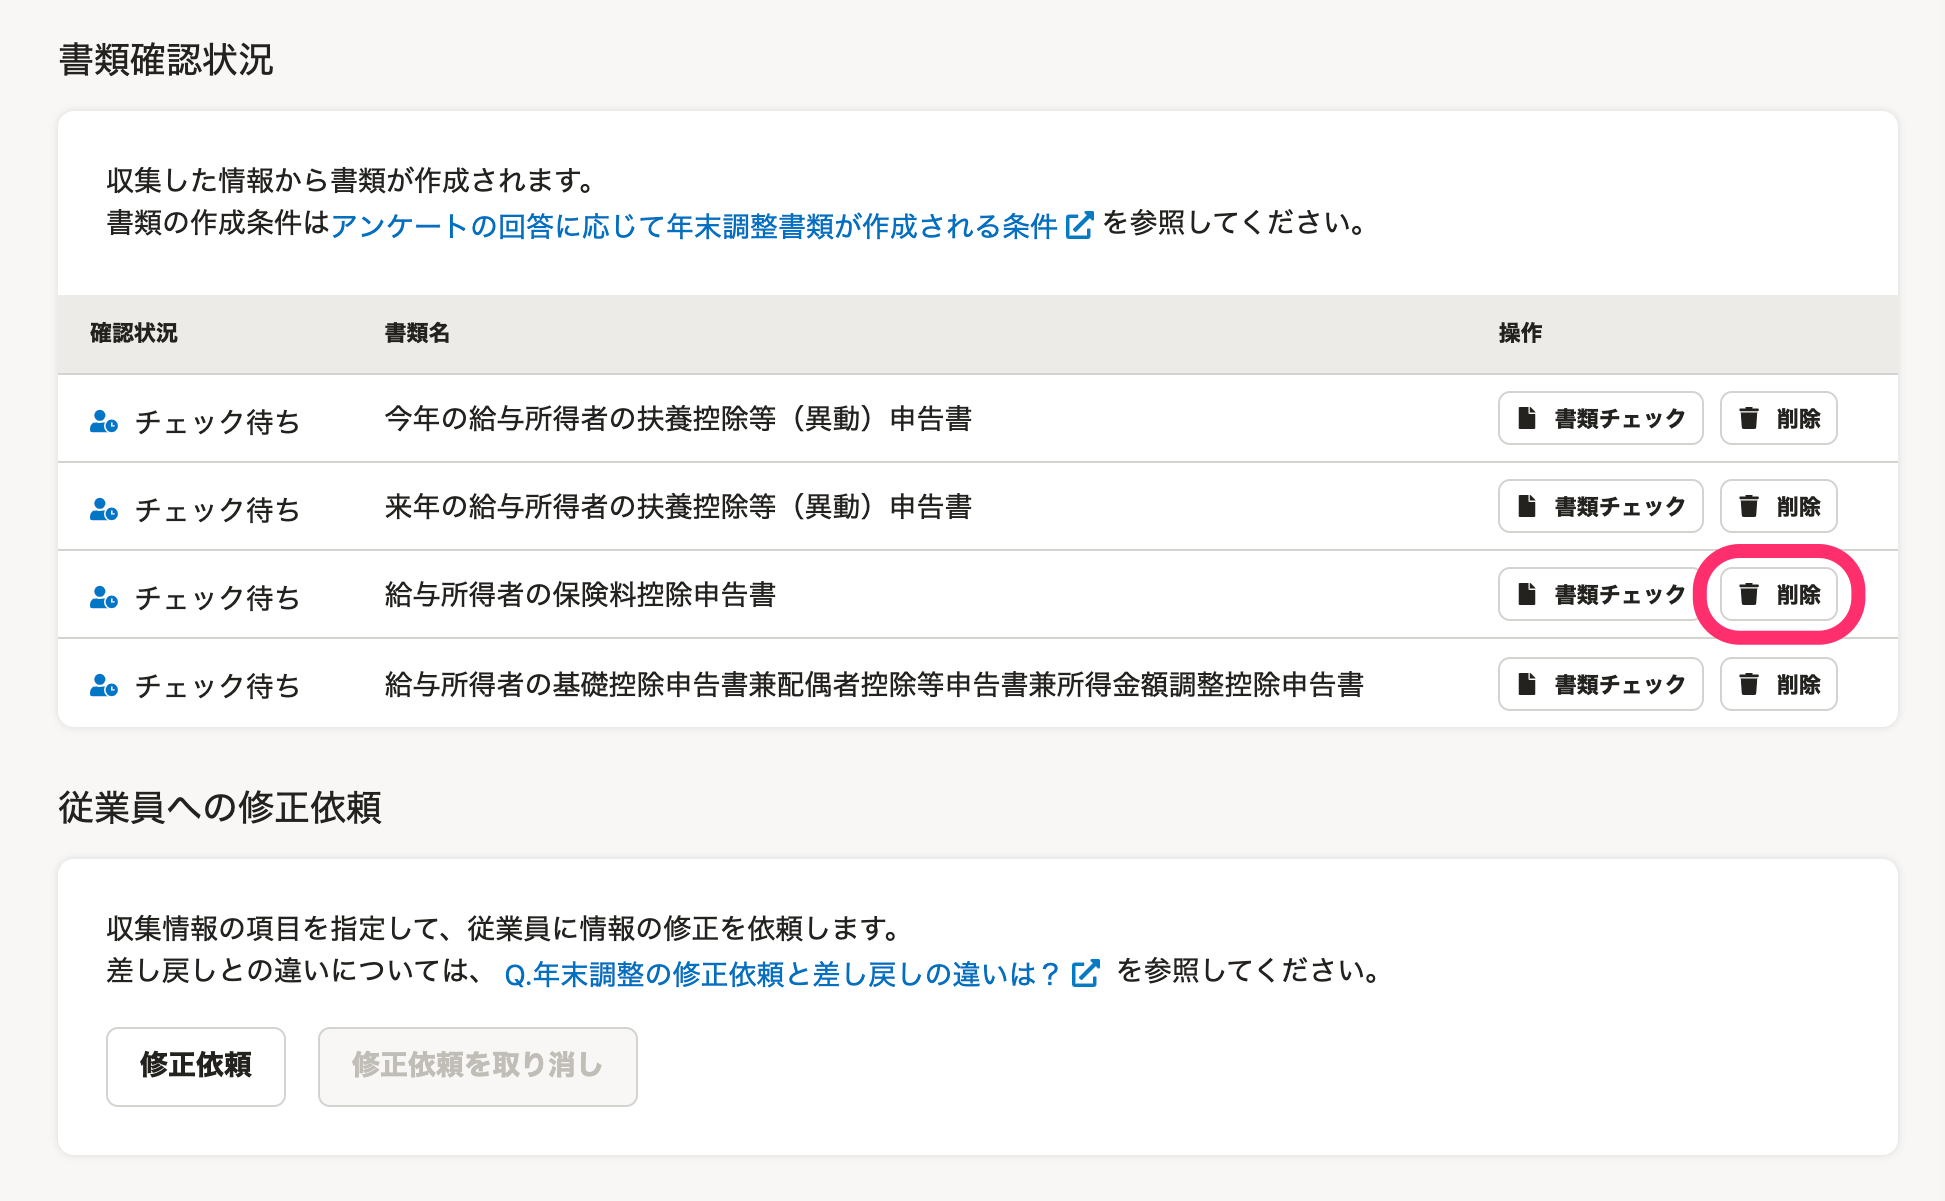 書類確認状況
収集した情報から書類が作成されます。
書類の作成条件はアンケートの回答に応じて年末調整書類が作成される条件 を参照してください。
確認状況 書類名 操作
チェック待ち 今年の給与所得者の扶養控除等（異動）申告書 書類チェック 削除
チェック待ち 来年の給与所得者の扶養控除等（異動）申告書 書類チェック 削除
チェック待ち 給与所得者の保険料控除申告書 書類チェック 削除
チェック待ち 給与所得者の基礎控除申告書兼配偶者控除等申告書兼所得金額調整控除申告書 書類チェック 削除
従業員への修正依頼
収集情報の項目を指定して、従業員に情報の修正を依頼します。
差し戻しとの違いについては、 Q.年末調整の修正依頼と差し戻しの違いは？ を参照してください。
修正依頼 修正依頼を取り消し